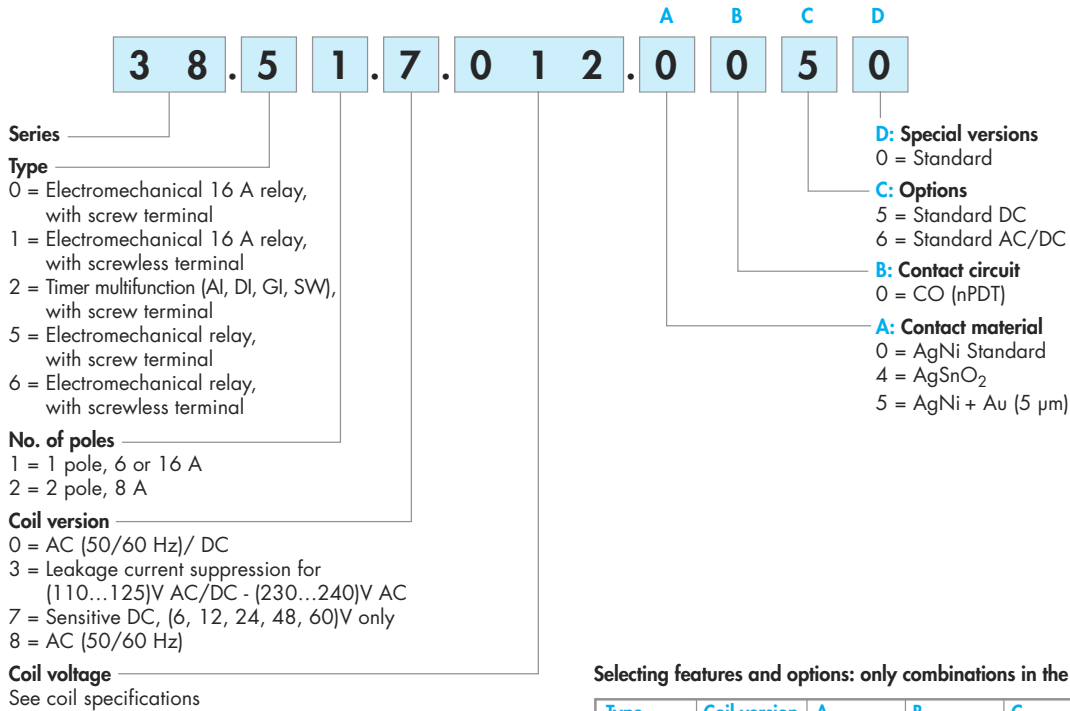 A B C D
3 8 . 5 1 . 7 . 0 1 2 . 0 0 5 0
Series
Type
0 = Electromechanical 16 A relay,
with screw terminal
1 = Electromechanical 16 A relay,
with screwless terminal
2 = Timer multifunction (AI, DI, GI, SW),
with screw terminal
5 = Electromechanical relay,
with screw terminal
6 = Electromechanical relay,
with screwless terminal
No. of poles
1 = 1 pole, 6 or 16 A
2 = 2 pole, 8 A
Coil version
0 = AC (50/60 Hz)/ DC
3 = Leakage current suppression for
(110...125)V AC/DC - (230...240)V AC
7 = Sensitive DC, (6, 12, 24, 48, 60)V only
8 = AC (50/60 Hz)
Coil voltage
See coil specifications
D: Special versions
0 = Standard
C: Options
5 = Standard DC
6 = Standard AC/DC
B: Contact circuit
0 = CO (nPDT)
A: Contact material
0 = AgNi Standard
4 = AgSnO₂
5 = AgNi + Au (5 µm)
Selecting features and options: only combinations in the
Type Coil version A B C